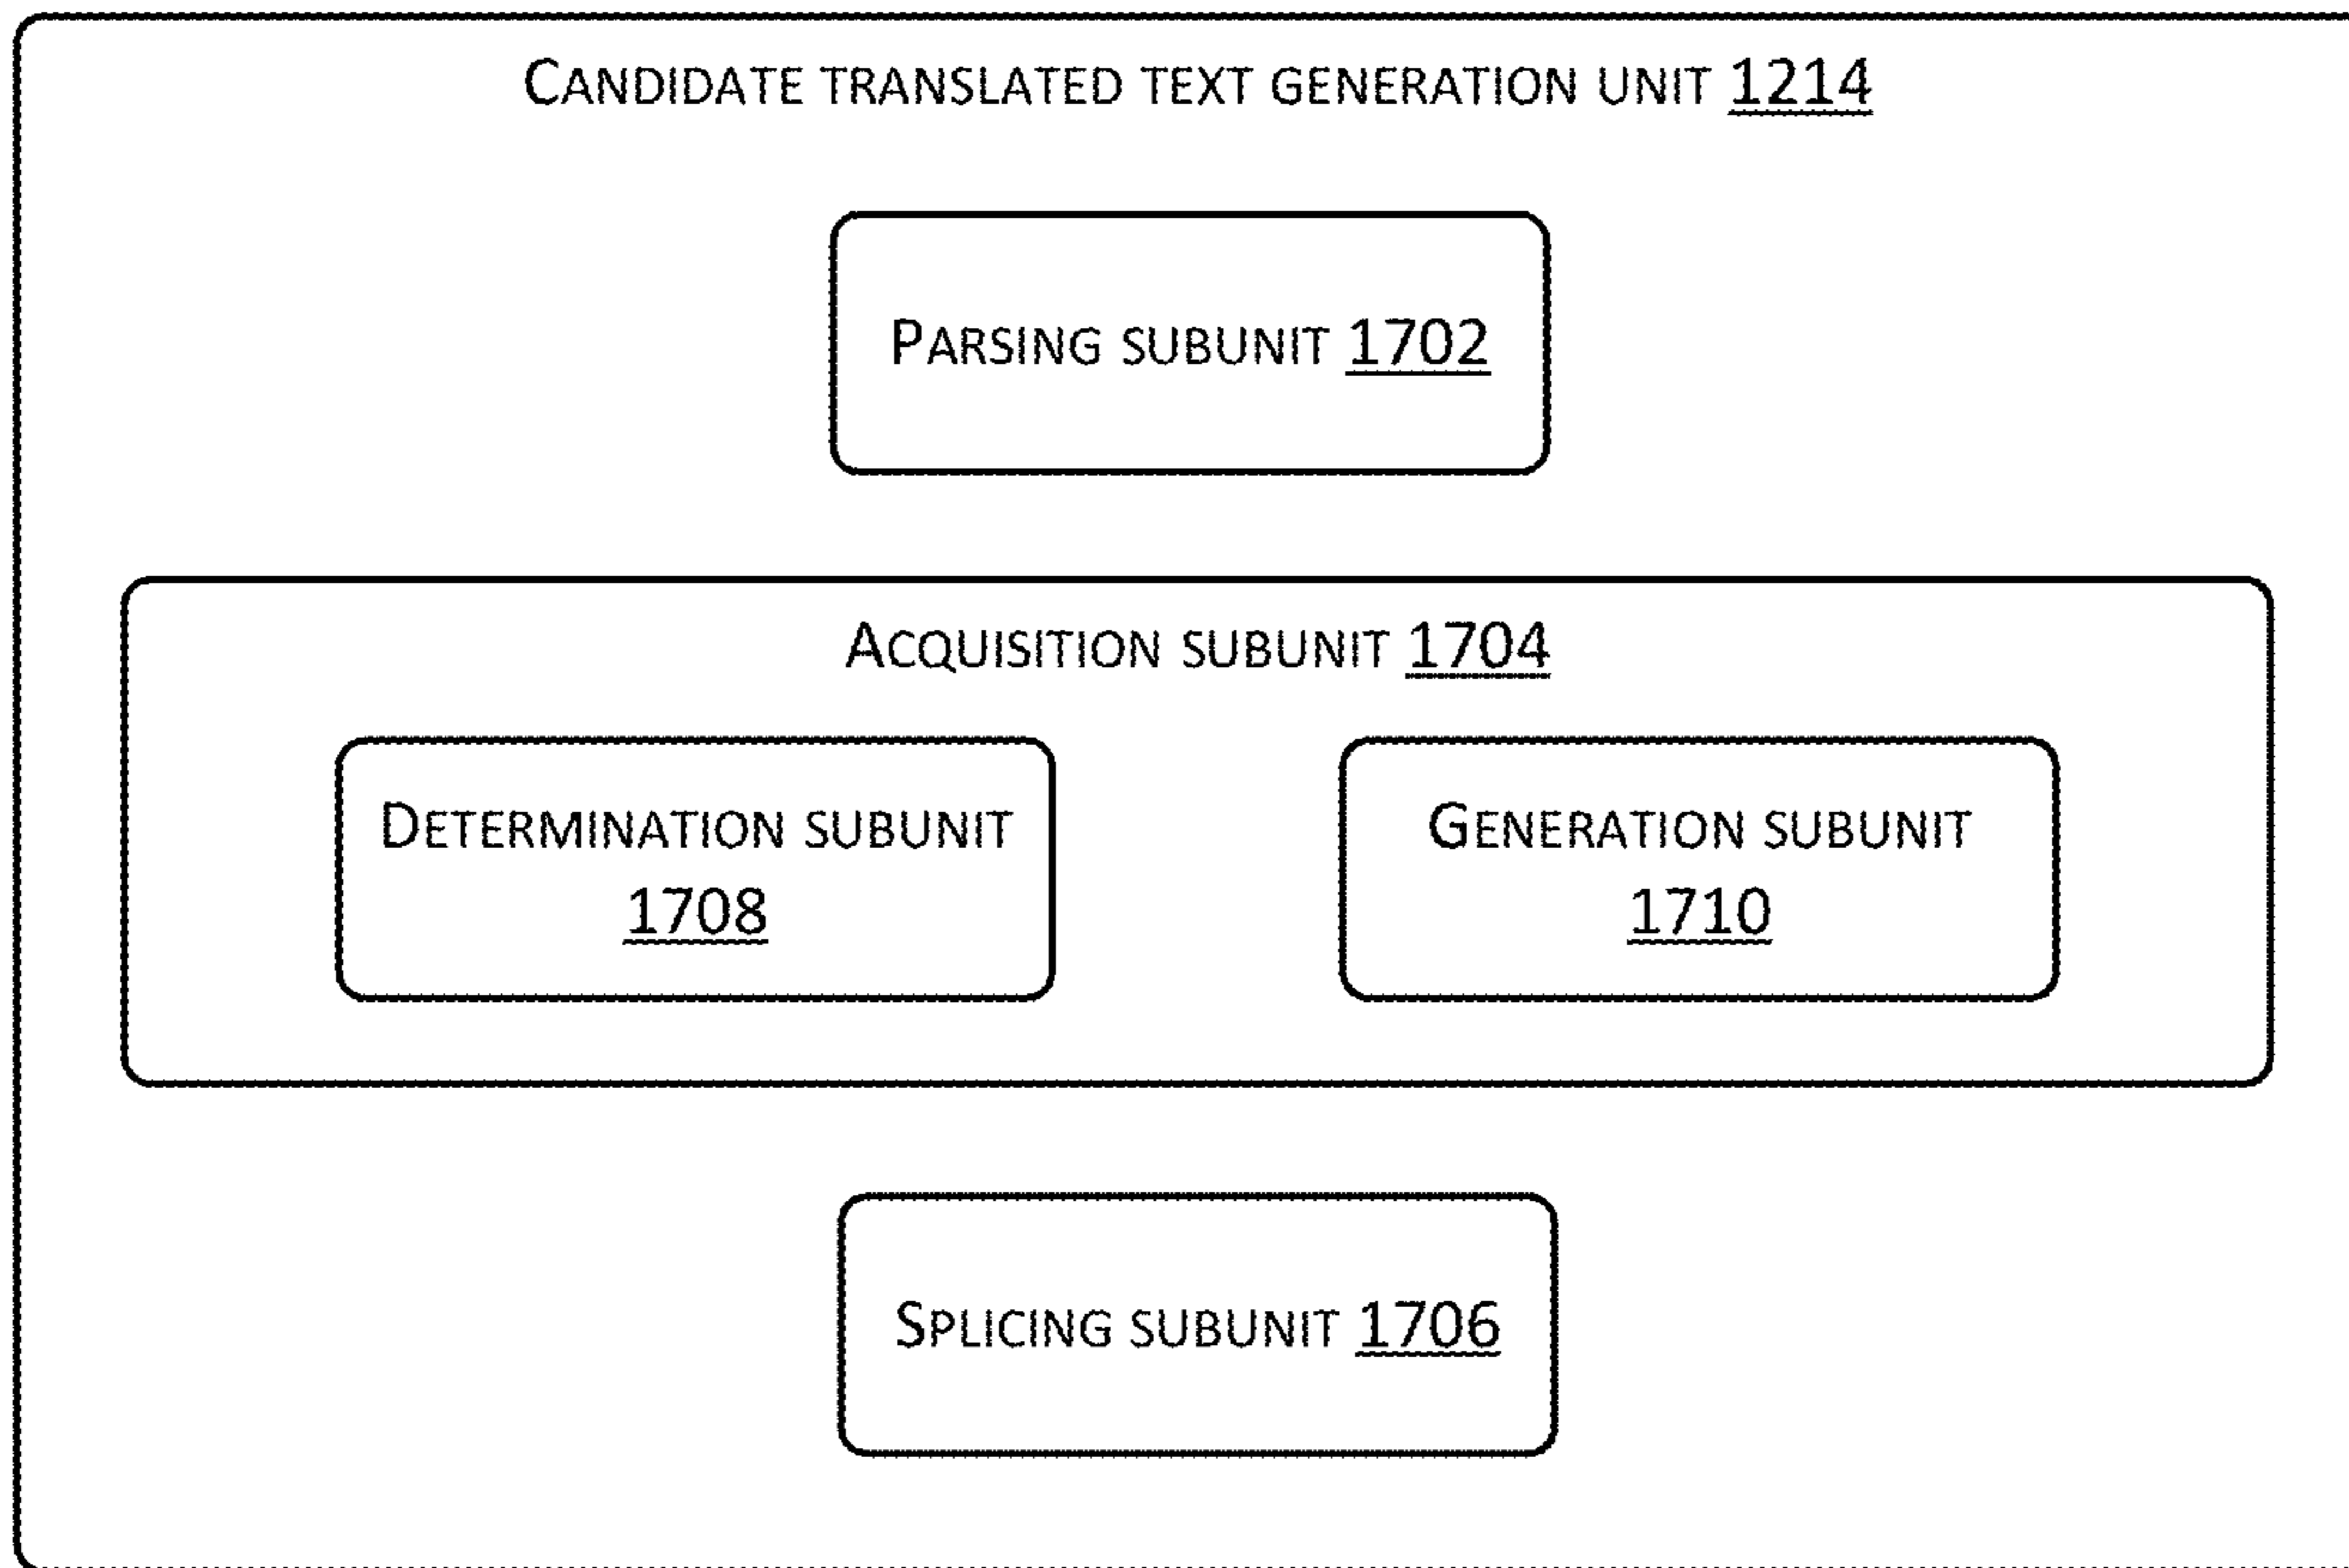 CANDIDATE TRANSLATED TEXT GENERATION UNIT 1214
PARSING SUBUNIT 1702
ACQUISITION SUBUNIT 1704
DETERMINATION SUBUNIT
1708
GENERATION SUBUNIT
1710
SPLICING SUBUNIT 1706